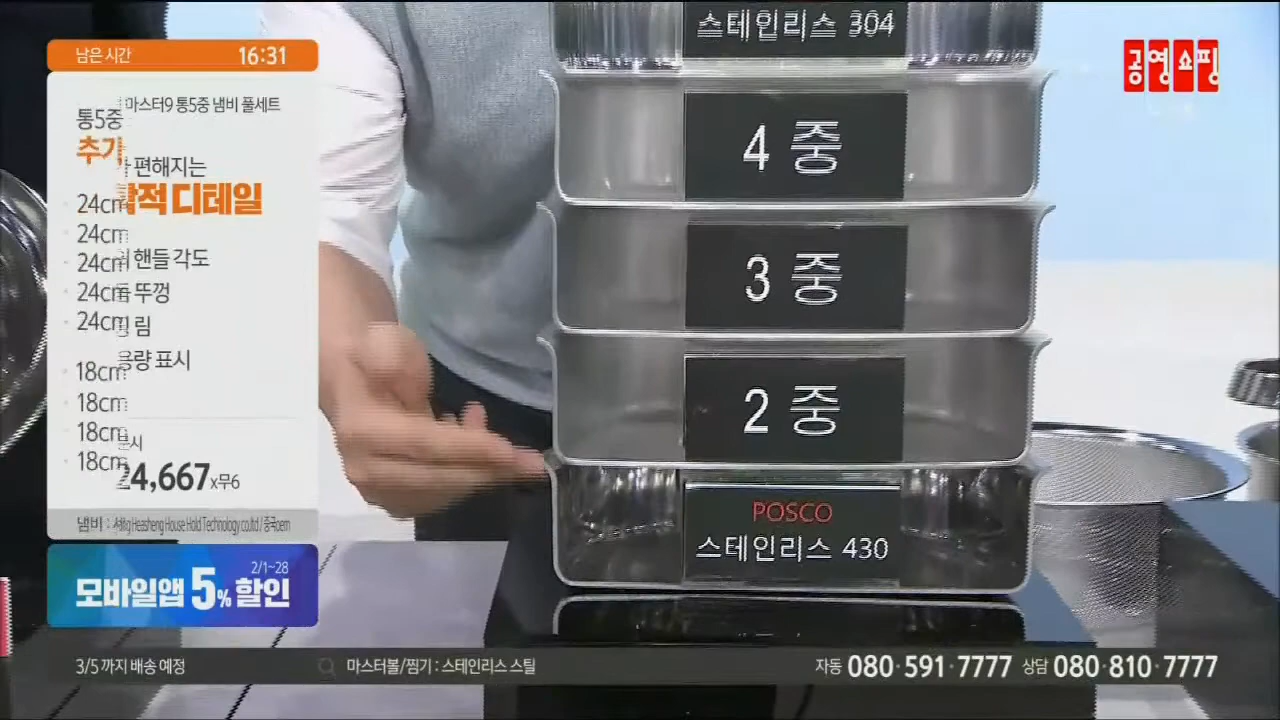 남은 시간 16:31
마스터9 통5중 냄비 풀세트
통5중
추가
편해지는
디테일
24cm
24cm
핸들 각도
24cm
24cm 뚜껑
24cm 림
용량 표시
18cm
18cm
18cm
18cm
4,667x무6
냄비 :
2/1~28
모바일앱 5% 할인
3/5까지 배송 예정
마스터볼/찜기 : 스테인리스 스틸
자동 080·591·7777 상담 080·810·7777
공영쇼핑
스테인리스 304
4 중
3 중
2 중
POSCO
스테인리스 430